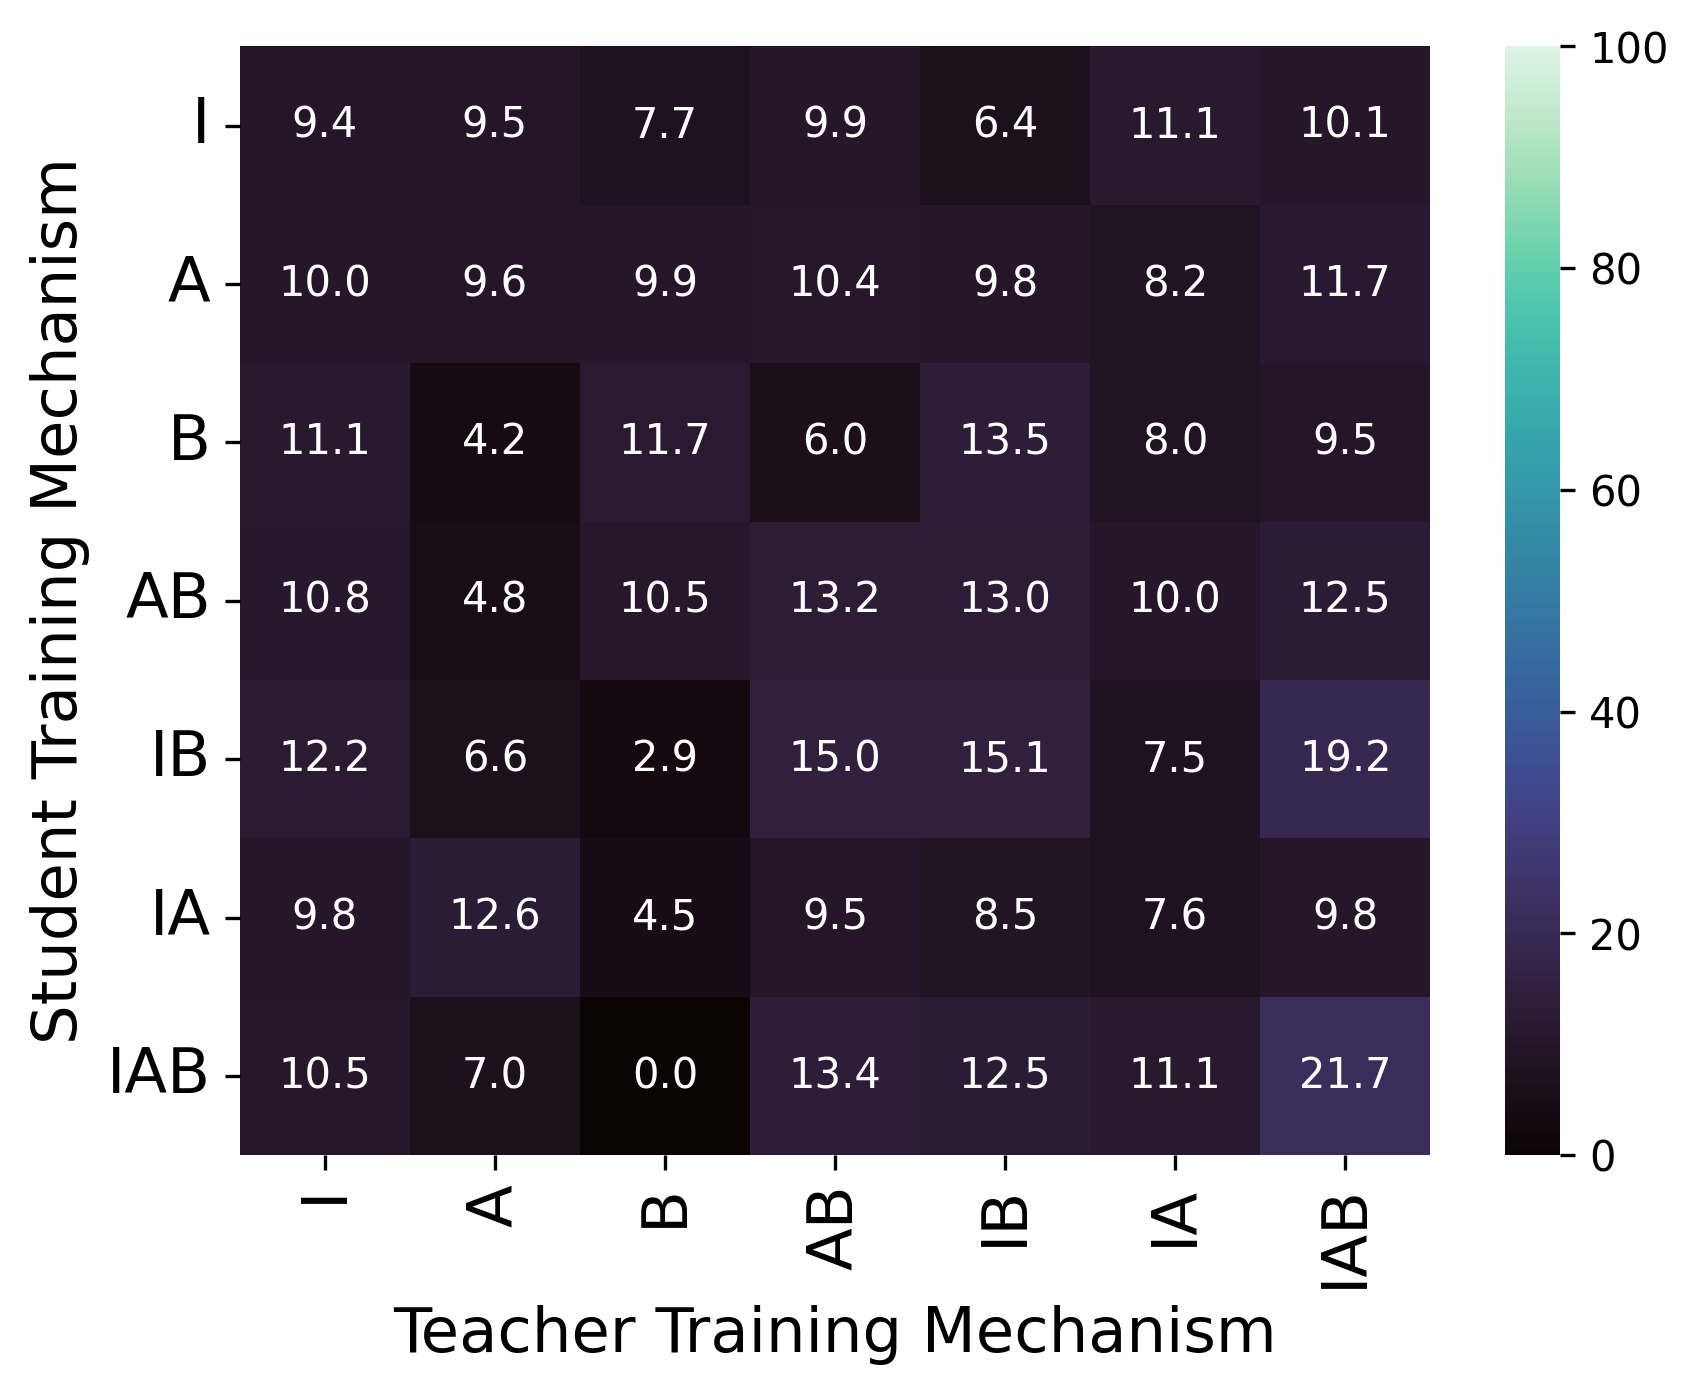 Student Training Mechanism
I 9.4 9.5 7.7 9.9 6.4 11.1 10.1
A 10.0 9.6 9.9 10.4 9.8 8.2 11.7
B 11.1 4.2 11.7 6.0 13.5 8.0 9.5
AB 10.8 4.8 10.5 13.2 13.0 10.0 12.5
IB 12.2 6.6 2.9 15.0 15.1 7.5 19.2
IA 9.8 12.6 4.5 9.5 8.5 7.6 9.8
IAB 10.5 7.0 0.0 13.4 12.5 11.1 21.7
I A B AB IB IA IAB
Teacher Training Mechanism
100
80
60
40
20
0